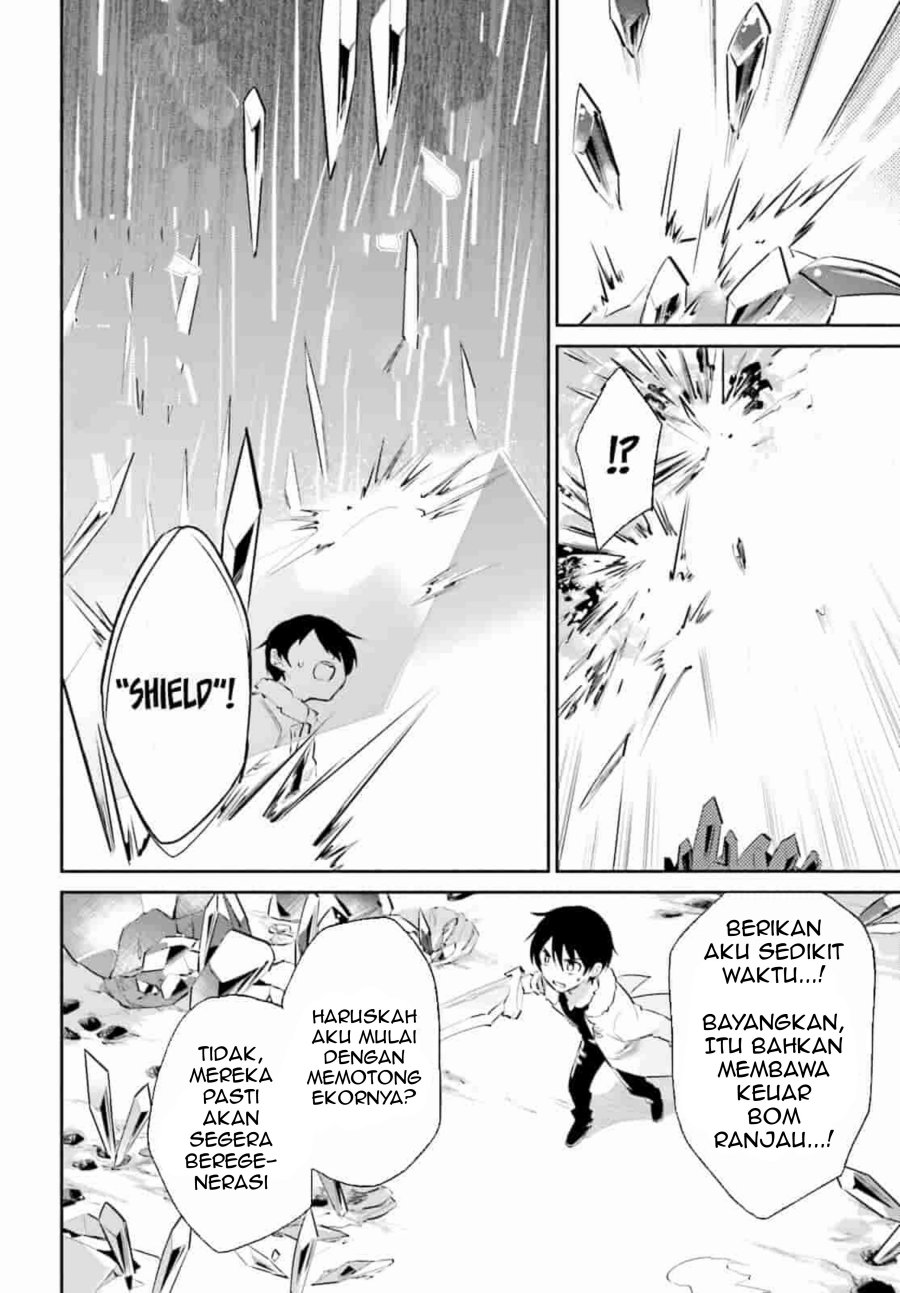 !?
"SHIELD"!
BERIKAN
AKU SEDIKIT
WAKTU...!
BAYANGKAN,
ITU BAHKAN
MEMBAWA
KELUAR
BOM
RANJAU...!
HARUSKAH
AKU MULAI
DENGAN
MEMOTONG
EKORNYA?
TIDAK,
MEREKA
PASTI
AKAN
SEGERA
BEREGE-
NERASI